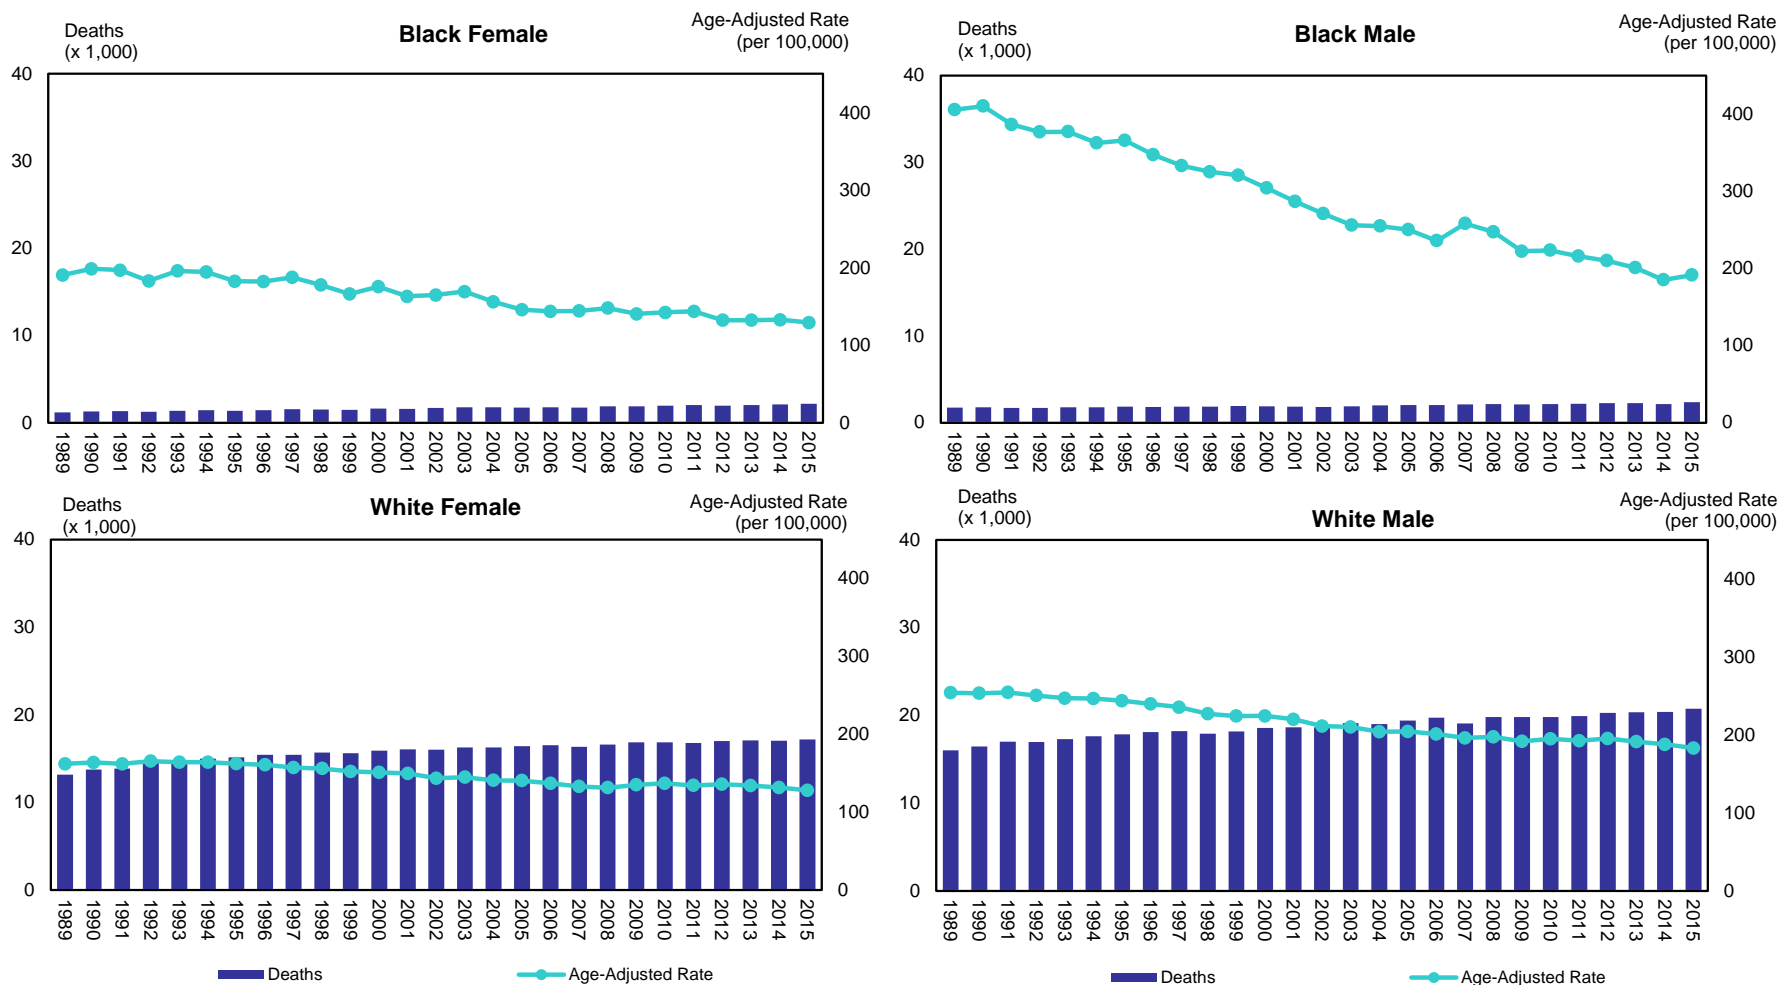 Deaths
(x 1,000)
Black Female
Age-Adjusted Rate
(per 100,000)
40
30
20
10
0
400
300
200
100
0
1989 1990 1991 1992 1993 1994 1995 1996 1997 1998 1999 2000 2001 2002 2003 2004 2005 2006 2007 2008 2009 2010 2011 2012 2013 2014 2015
Deaths
(x 1,000)
Black Male
Age-Adjusted Rate
(per 100,000)
40
30
20
10
0
400
300
200
100
0
1989 1990 1991 1992 1993 1994 1995 1996 1997 1998 1999 2000 2001 2002 2003 2004 2005 2006 2007 2008 2009 2010 2011 2012 2013 2014 2015
Deaths
(x 1,000)
White Female
Age-Adjusted Rate
(per 100,000)
40
30
20
10
0
400
300
200
100
0
1989 1990 1991 1992 1993 1994 1995 1996 1997 1998 1999 2000 2001 2002 2003 2004 2005 2006 2007 2008 2009 2010 2011 2012 2013 2014 2015
Deaths
Age-Adjusted Rate
Deaths
(x 1,000)
White Male
Age-Adjusted Rate
(per 100,000)
40
30
20
10
0
400
300
200
100
0
1989 1990 1991 1992 1993 1994 1995 1996 1997 1998 1999 2000 2001 2002 2003 2004 2005 2006 2007 2008 2009 2010 2011 2012 2013 2014 2015
Deaths
Age-Adjusted Rate